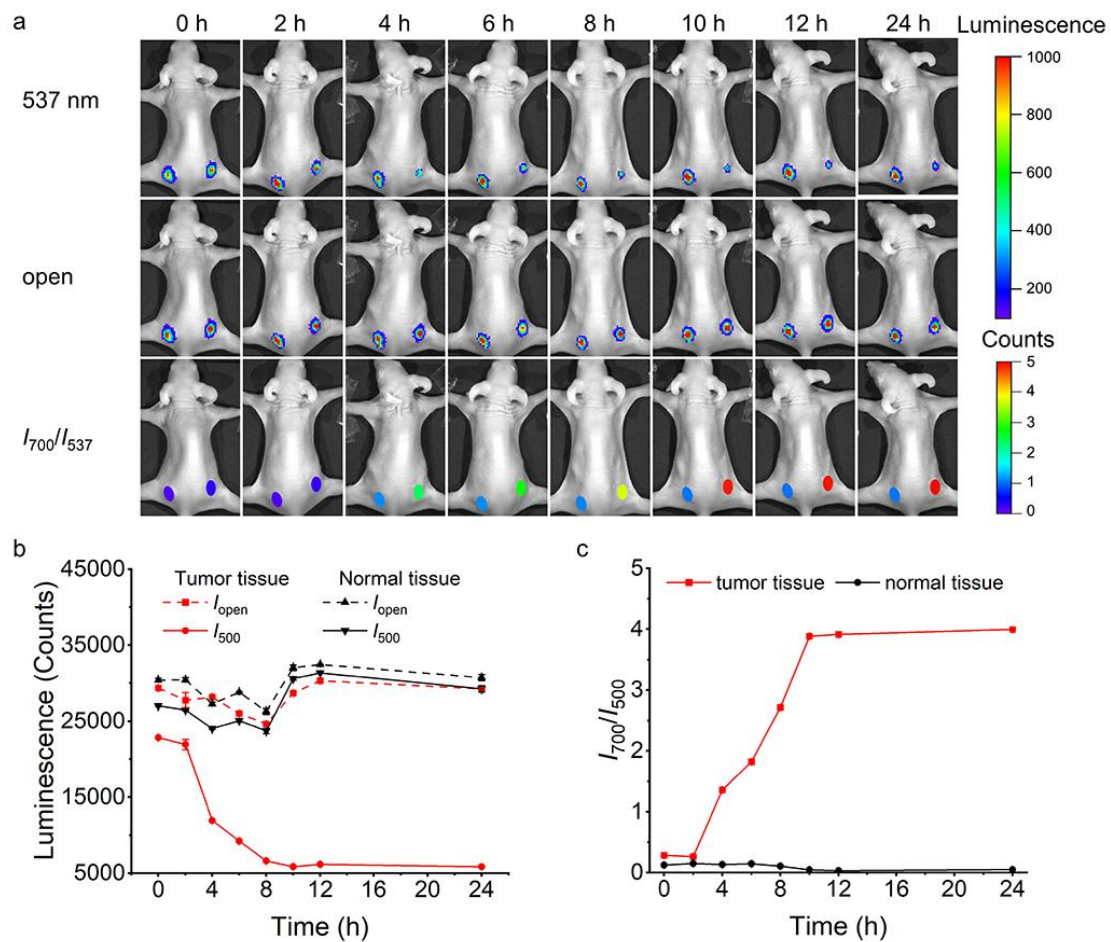 a 0 h 2 h 4 h 6 h 8 h 10 h 12 h 24 h Luminescence
537 nm
open
I700/I537
1000
800
600
400
200
Counts
5
4
3
2
1
0
b
45000
35000
25000
15000
5000
Luminescence (Counts)
Tumor tissue Normal tissue
Iopen Iopen
I500 I500
0 4 8 12 16 20 24
Time (h)
c
5
4
3
2
1
0
I700/I500
tumor tissue normal tissue
0 4 8 12 16 20 24
Time (h)